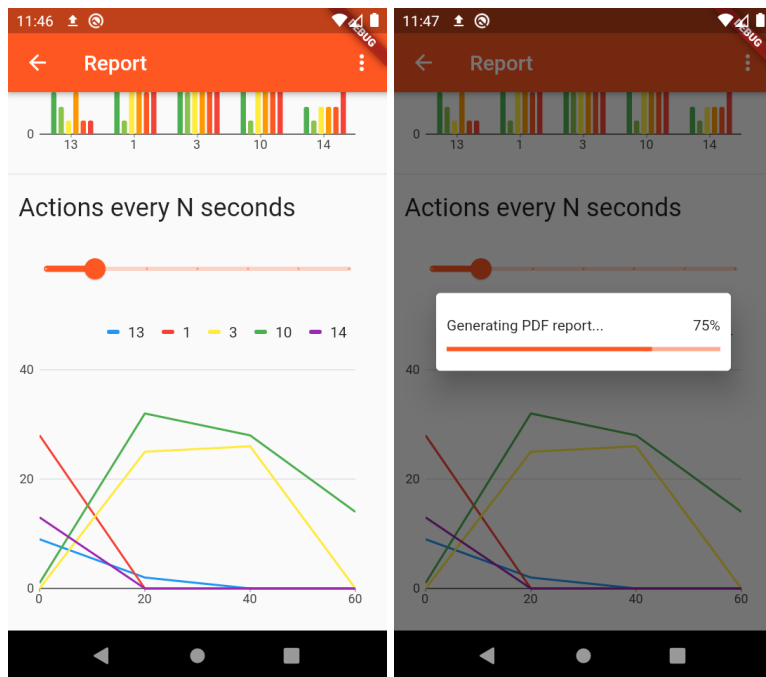 11:46
DEBUG
Report
0
13 1 3 10 14
Actions every N seconds
13 1 3 10 14
40
20
0
0 20 40 60
11:47
DEBUG
Report
0
13 1 3 10 14
Actions every N seconds
Generating PDF report... 75%
40
20
0
0 20 40 60